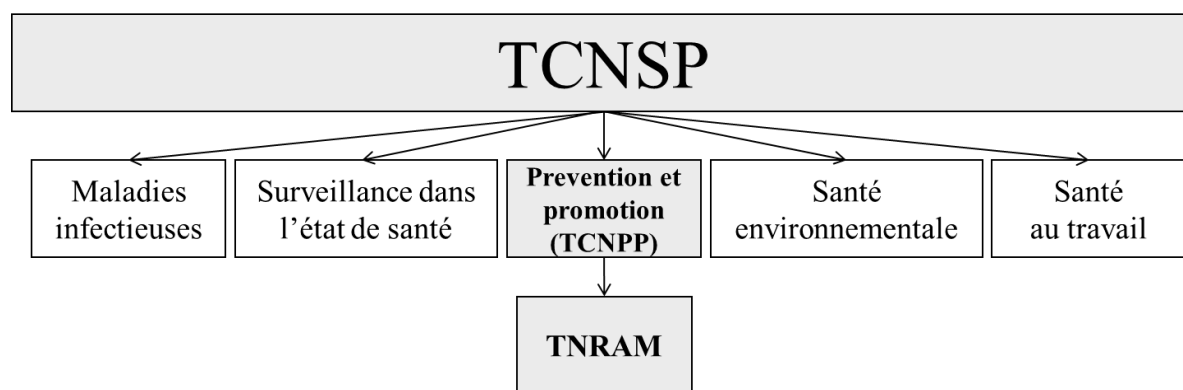 TCNSP
Maladies
infectieuses
Surveillance dans
l’état de santé
Prevention et
promotion
(TCNPP)
Santé
environnementale
Santé
au travail
TNRAM